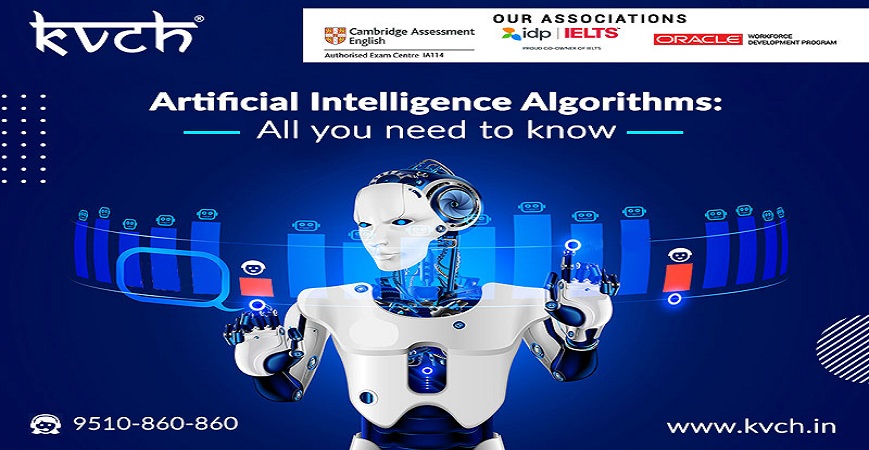 kvch®
OUR ASSOCIATIONS
Cambridge Assessment
English
Authorised Exam Centre IA114
idp | IELTS™
PROUD CO-OWNER OF IELTS
ORACLE WORKFORCE
DEVELOPMENT PROGRAM
Artificial Intelligence Algorithms:
All you need to know
9510-860-860
www.kvch.in